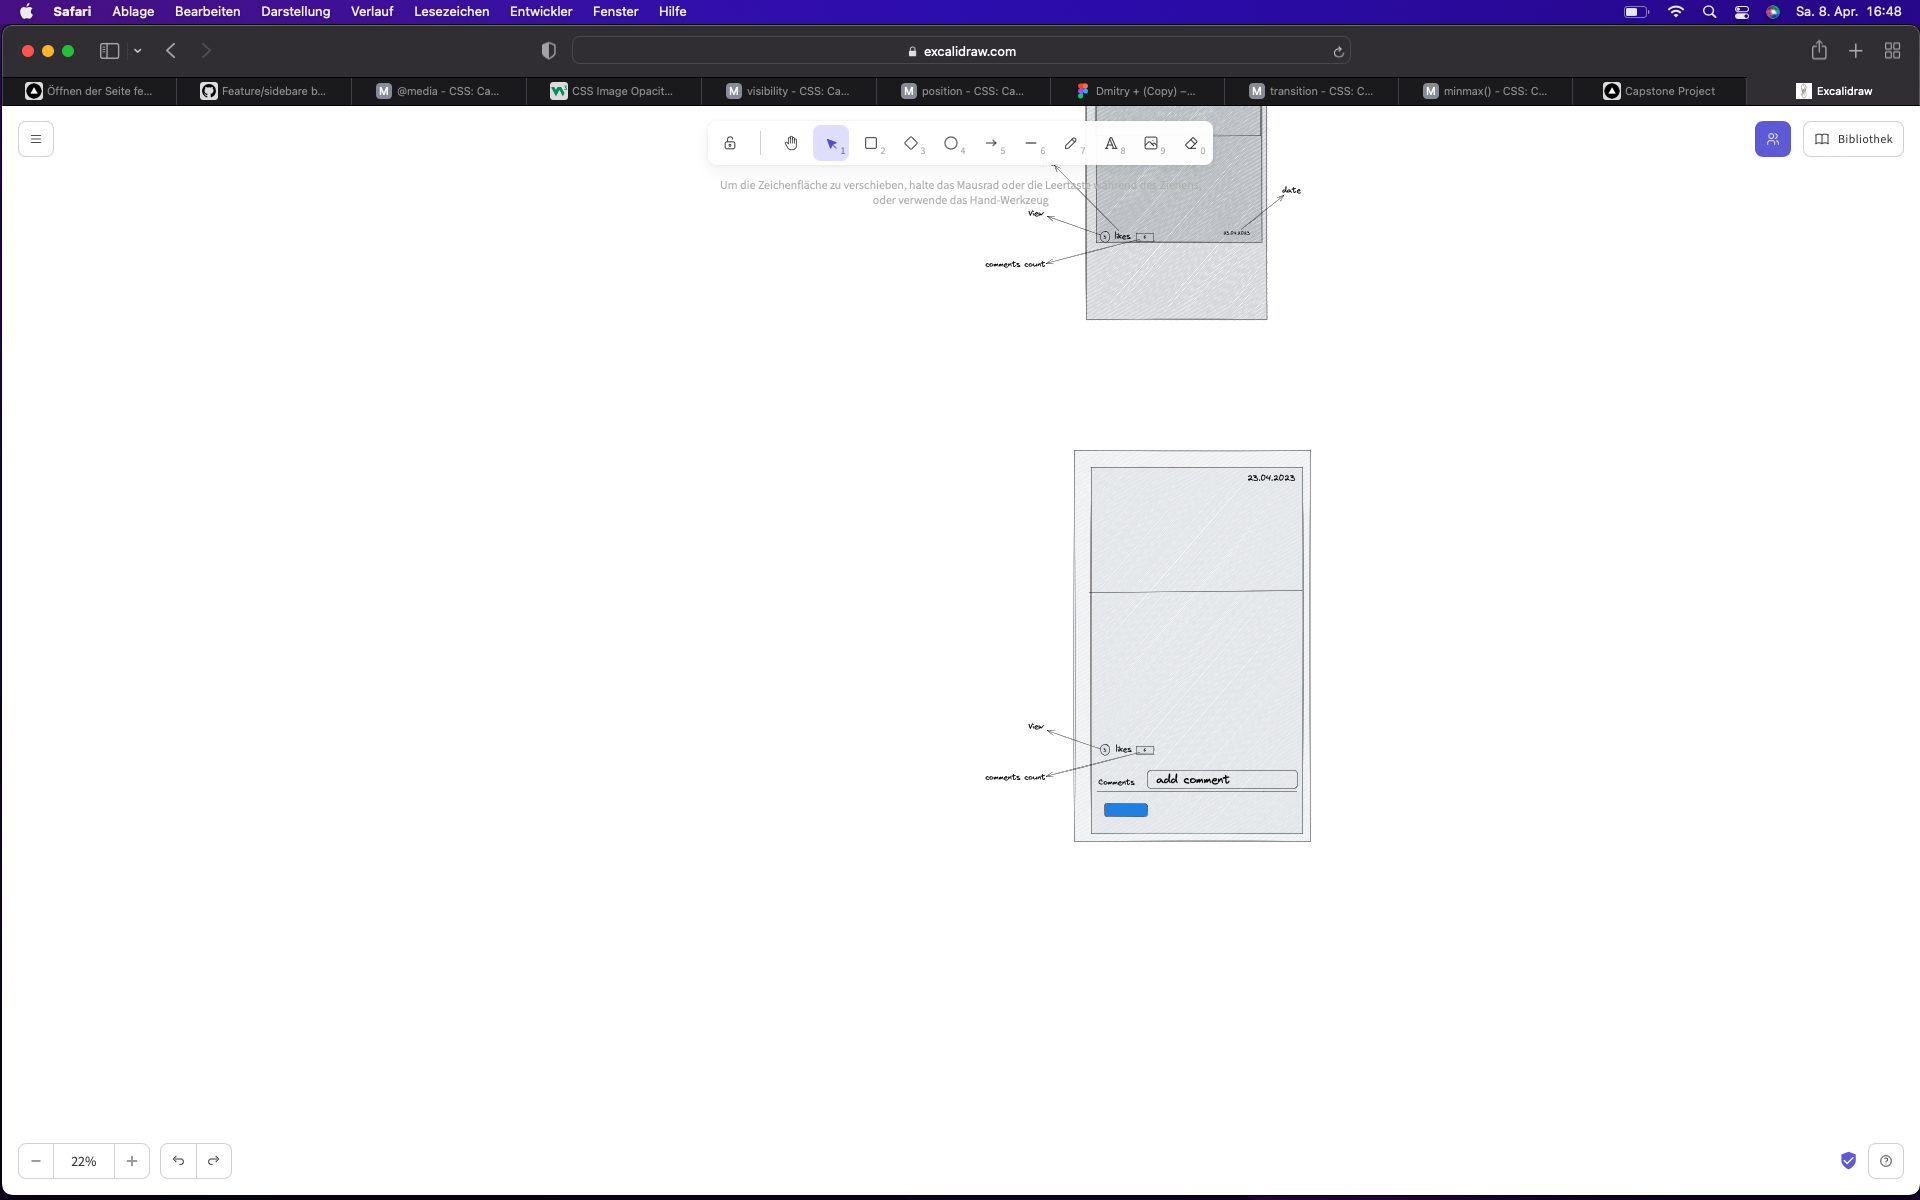 Safari Ablage Bearbeiten Darstellung Verlauf Lesezeichen Entwickler Fenster Hilfe Sa. 8. Apr. 16:48
excalidraw.com
Öffnen der Seite fe... Feature/sidebare b... @media - CSS: Ca... CSS Image Opacit... visibility - CSS: Ca... position - CSS: Ca... Dmitry + (Copy) –... transition - CSS: C... minmax() - CSS: C... Capstone Project Excalidraw
1 2 3 4 5 6 7 8 9 0
Bibliothek
Um die Zeichenfläche zu verschieben, halte das Mausrad oder die Leertaste während des Ziehens,
oder verwende das Hand-Werkzeug
date
View
likes
23.04.2023
comments count
23.04.2023
View
likes
comments count
Comments
add comment
22%